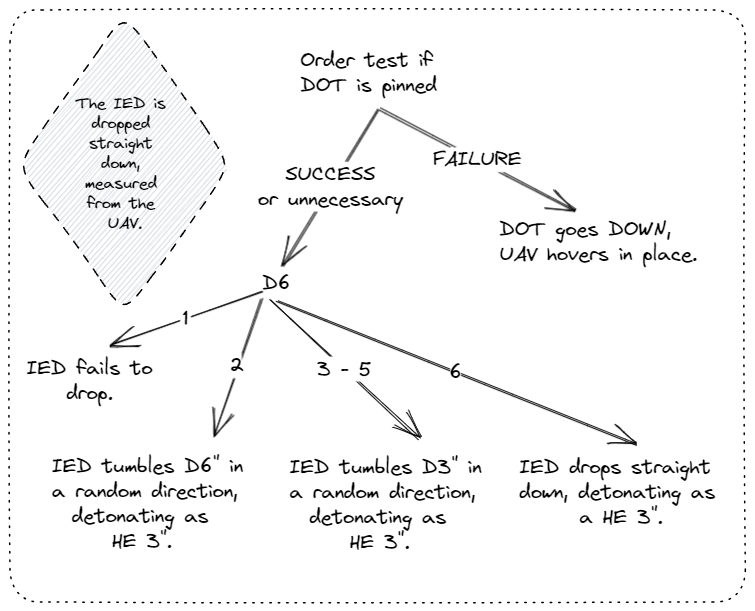 The IED is
dropped
straight
down,
measured
from the
UAV.
Order test if
DOT is pinned
SUCCESS
or unnecessary
FAILURE
DOT goes DOWN,
UAV hovers in place.
D6
1
2
3 - 5
6
IED fails to
drop.
IED tumbles D6" in
a random direction,
detonating as
HE 3".
IED tumbles D3" in
a random direction,
detonating as
HE 3".
IED drops straight
down, detonating as
a HE 3".